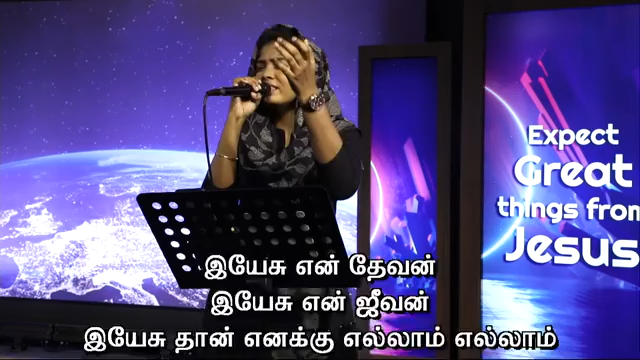 Expect
Great
things from
Jesus
இயேசு என் தேவன்
இயேசு என் ஜீவன்
இயேசு தான் எனக்கு எல்லாம் எல்லாம்